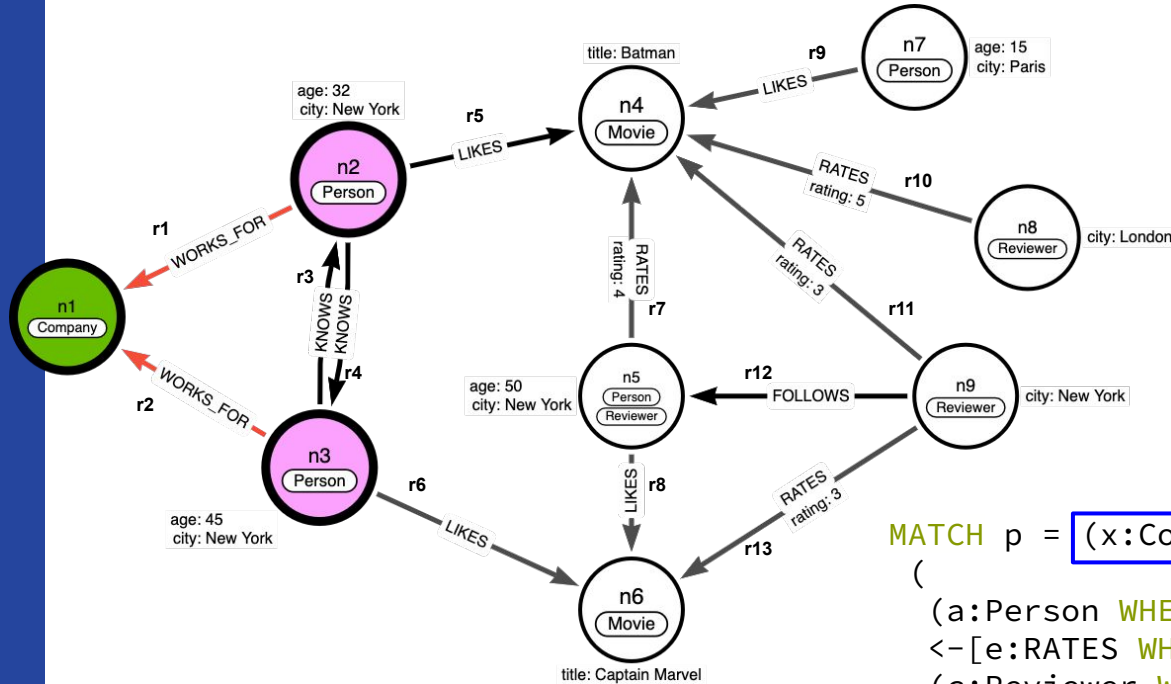 title: Batman
r9
n7
Person
age: 15
city: Paris
LIKES
age: 32
city: New York
r5
n4
Movie
LIKES
n2
Person
RATES
rating: 5
r10
n8
Reviewer
city: London
r1
WORKS_FOR
r3
KNOWS
KNOWS
r4
RATES
rating: 4
r7
RATES
rating: 3
r11
n1
Company
WORKS_FOR
r2
age: 50
city: New York
n5
Person
Reviewer
r12
FOLLOWS
n9
Reviewer
city: New York
n3
Person
age: 45
city: New York
r6
LIKES
LIKES
r8
RATES
rating: 3
r13
n6
Movie
title: Captain Marvel
MATCH p = (x:Co
(
(a:Person WHE
<-[e:RATES WH
(c:Reviewer W